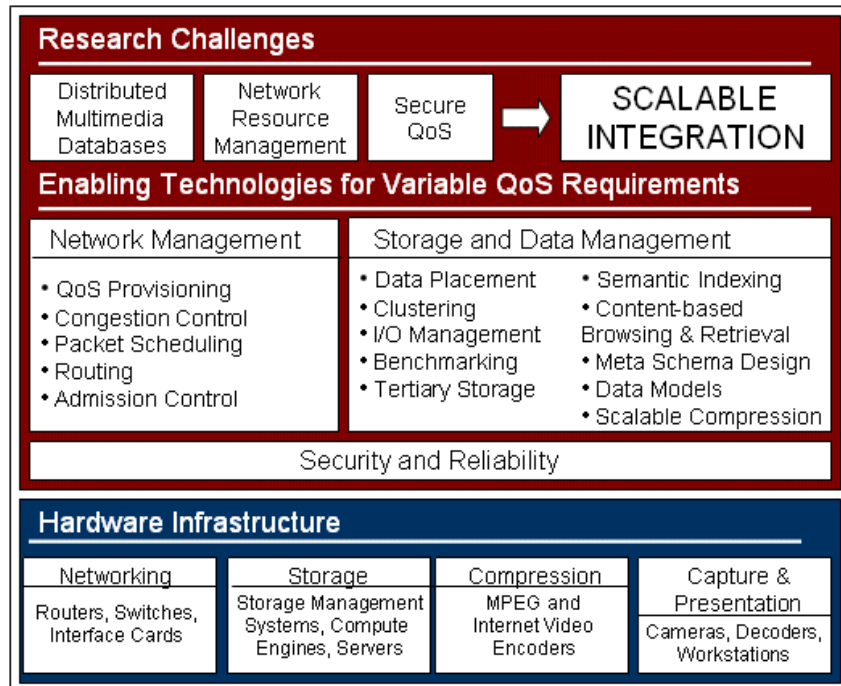 Research Challenges
Distributed
Multimedia
Databases
Network
Resource
Management
Secure
QoS
SCALABLE
INTEGRATION
Enabling Technologies for Variable QoS Requirements
Network Management
• QoS Provisioning
• Congestion Control
• Packet Scheduling
• Routing
• Admission Control
Storage and Data Management
• Data Placement
• Clustering
• I/O Management
• Benchmarking
• Tertiary Storage
• Semantic Indexing
• Content-based
Browsing & Retrieval
• Meta Schema Design
• Data Models
• Scalable Compression
Security and Reliability
Hardware Infrastructure
Networking
Routers, Switches,
Interface Cards
Storage
Storage Management
Systems, Compute
Engines, Servers
Compression
MPEG and
Internet Video
Encoders
Capture &
Presentation
Cameras, Decoders,
Workstations